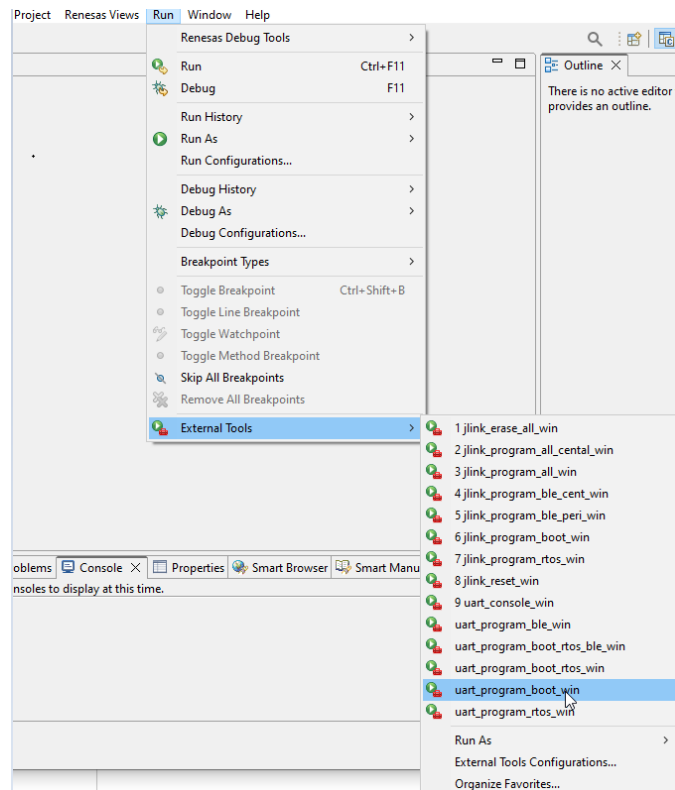 Project Renesas Views Run Window Help
Renesas Debug Tools
Run Ctrl+F11
Debug F11
Run History
Run As
Run Configurations...
Debug History
Debug As
Debug Configurations...
Breakpoint Types
Toggle Breakpoint Ctrl+Shift+B
Toggle Line Breakpoint
Toggle Watchpoint
Toggle Method Breakpoint
Skip All Breakpoints
Remove All Breakpoints
External Tools
Outline
There is no active editor
provides an outline.
1 jlink_erase_all_win
2 jlink_program_all_cental_win
3 jlink_program_all_win
4 jlink_program_ble_cent_win
5 jlink_program_ble_peri_win
6 jlink_program_boot_win
7 jlink_program_rtos_win
8 jlink_reset_win
9 uart_console_win
uart_program_ble_win
uart_program_boot_rtos_ble_win
uart_program_boot_rtos_win
uart_program_boot_win
uart_program_rtos_win
Run As
External Tools Configurations...
Organize Favorites...
oblems Console Properties Smart Browser Smart Manu
nsoles to display at this time.